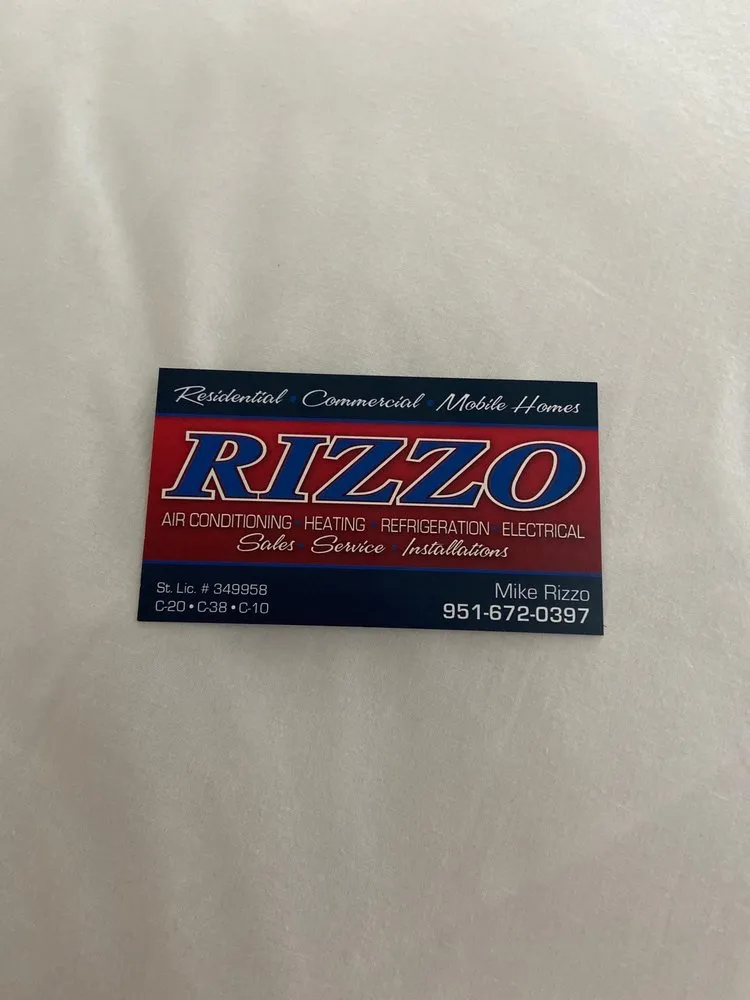 Residential • Commercial • Mobile Homes
RIZZO
AIR CONDITIONING • HEATING • REFRIGERATION • ELECTRICAL
Sales • Service • Installations
St. Lic. # 349958
C-20 • C-38 • C-10
Mike Rizzo
951-672-0397